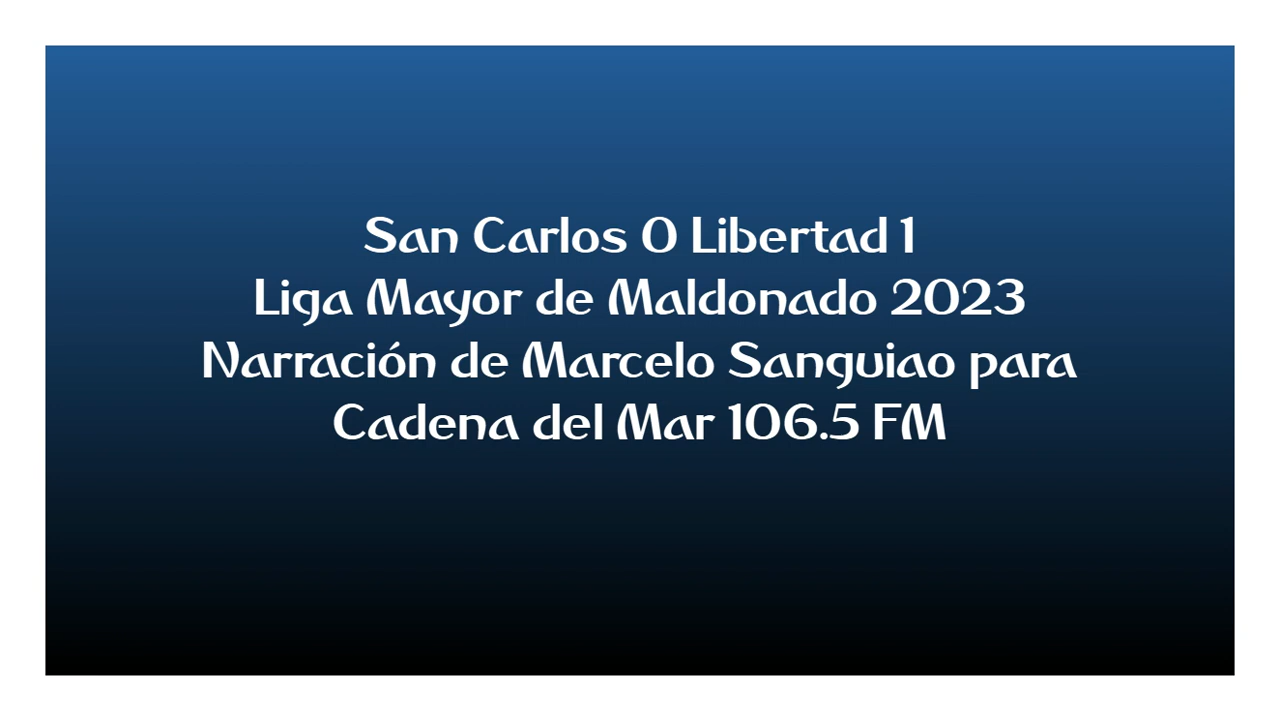 San Carlos 0 Libertad 1
Liga Mayor de Maldonado 2023
Narración de Marcelo Sanguiao para
Cadena del Mar 106.5 FM